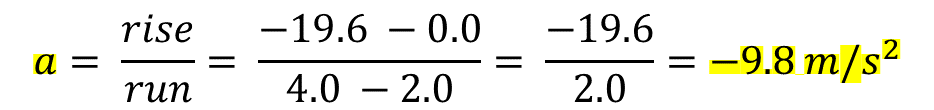 a = rise/run = (−19.6 − 0.0)/(4.0 − 2.0) = −19.6/2.0 = −9.8 m/s²